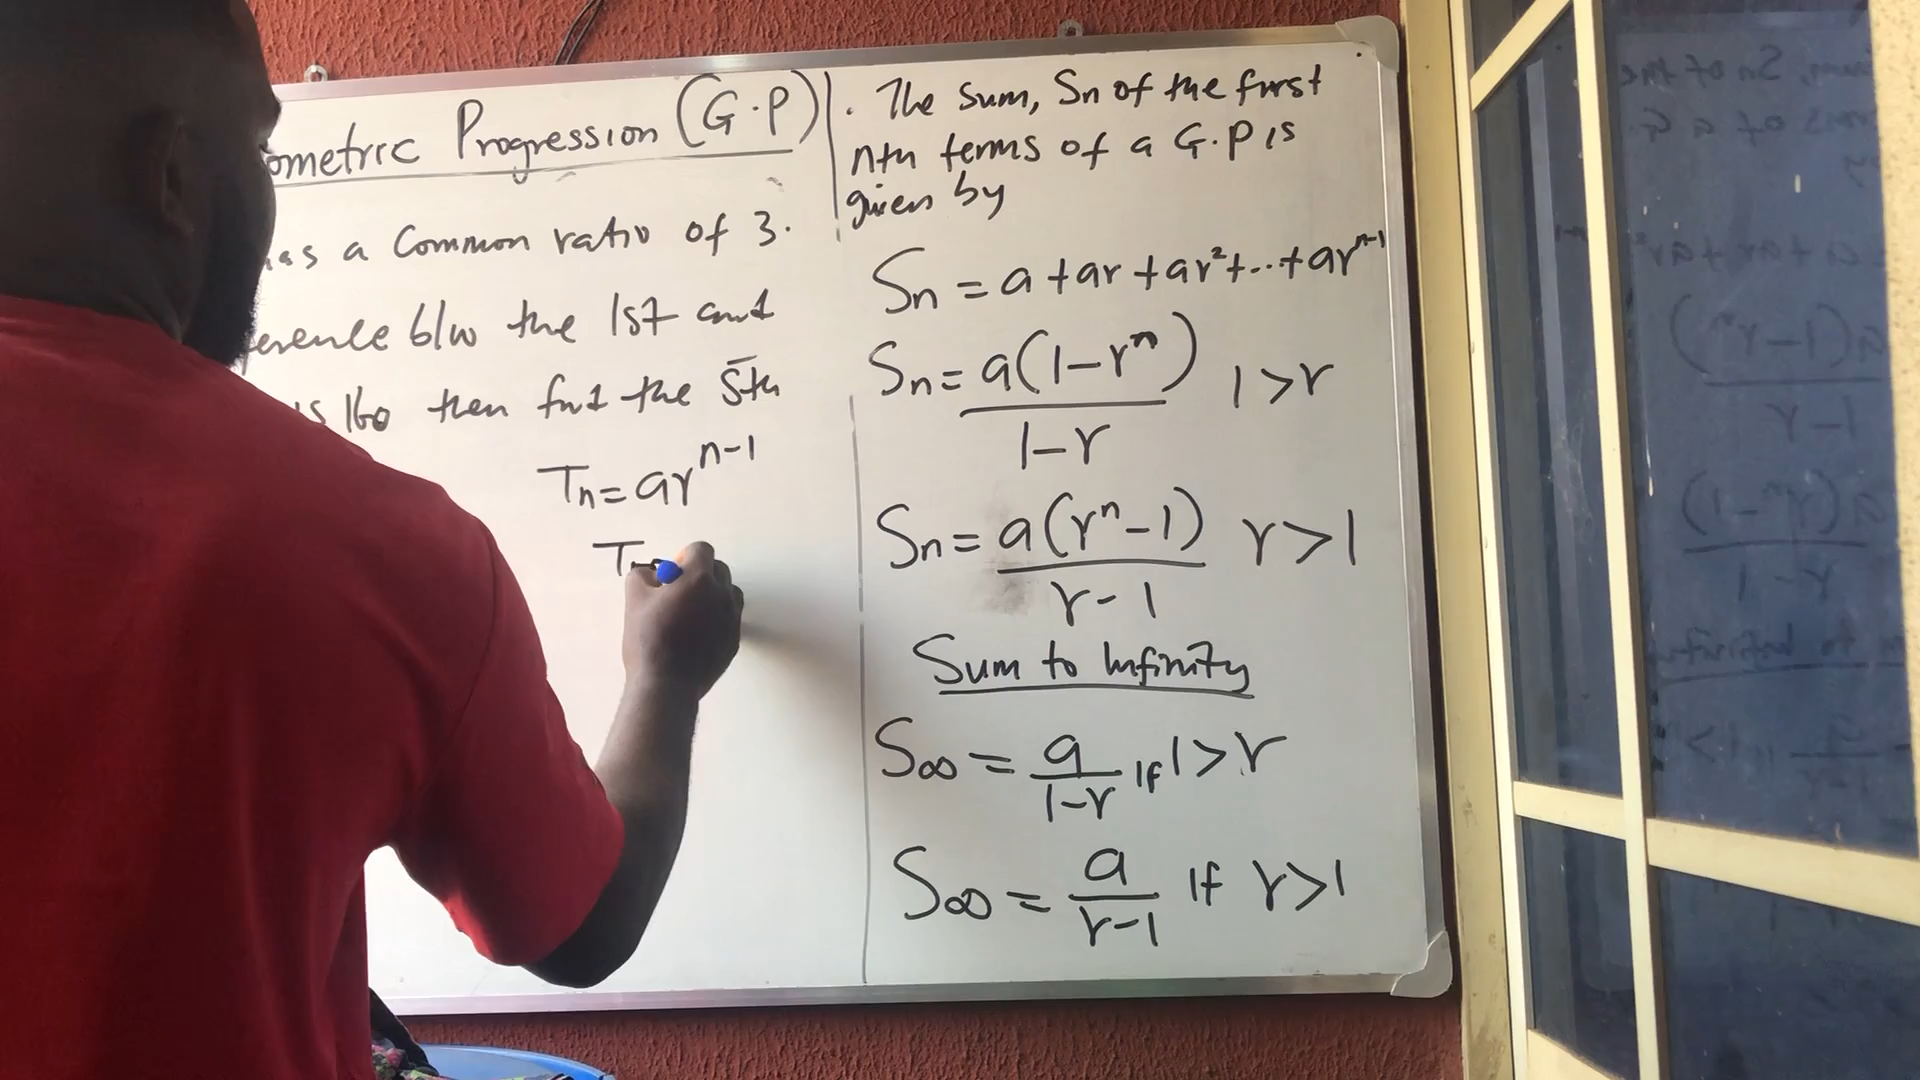 ometric Progression (G.P)
as a Common ratio of 3.
erence b/w the 1st and
is 160 then find the 5th
Tn = ar^(n-1)
T
. The Sum, Sn of the first
nth terms of a G.P is
given by
Sn = a + ar + ar² + ... + ar^(n-1)
Sn = a(1 - r^n) / (1 - r)   1 > r
Sn = a(r^n - 1) / (r - 1)   r > 1
Sum to Infinity
S∞ = a / (1 - r) if 1 > r
S∞ = a / (r - 1) if r > 1